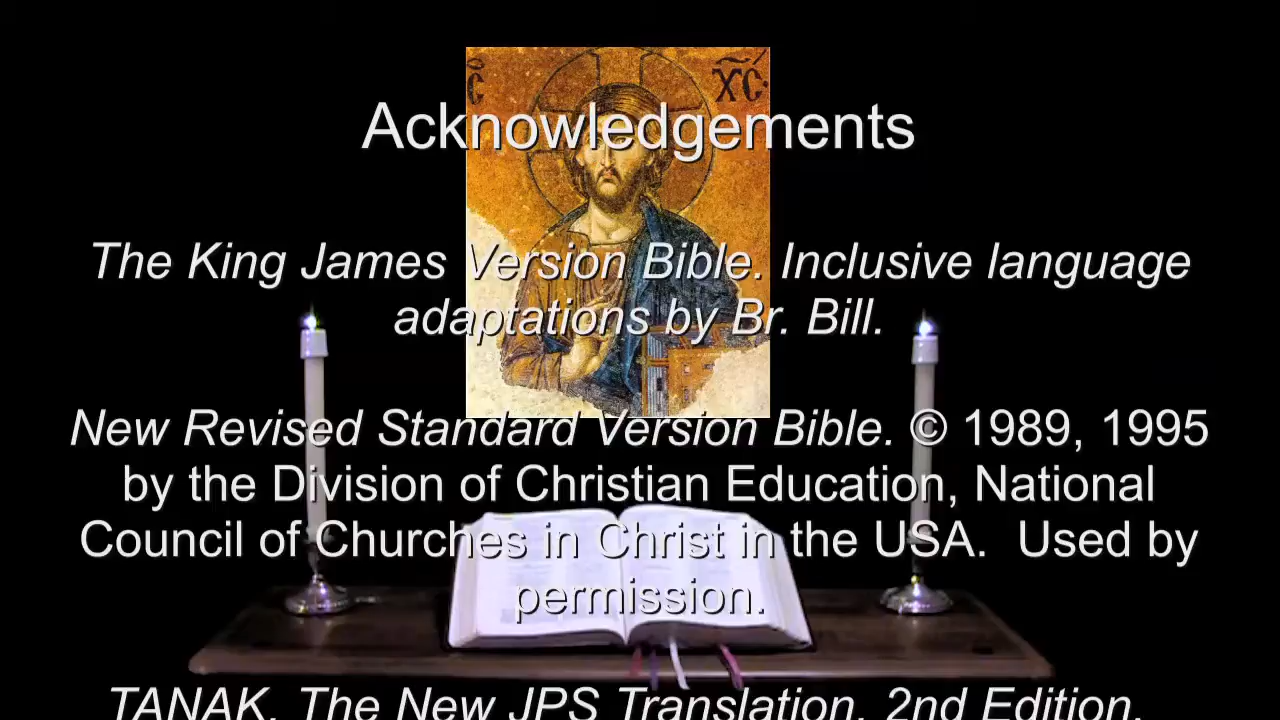 C̃ XC
Acknowledgements
The King James Version Bible. Inclusive language
adaptations by Br. Bill.
New Revised Standard Version Bible. © 1989, 1995
by the Division of Christian Education, National
Council of Churches in Christ in the USA. Used by
permission.
TANAK, The New JPS Translation, 2nd Edition.